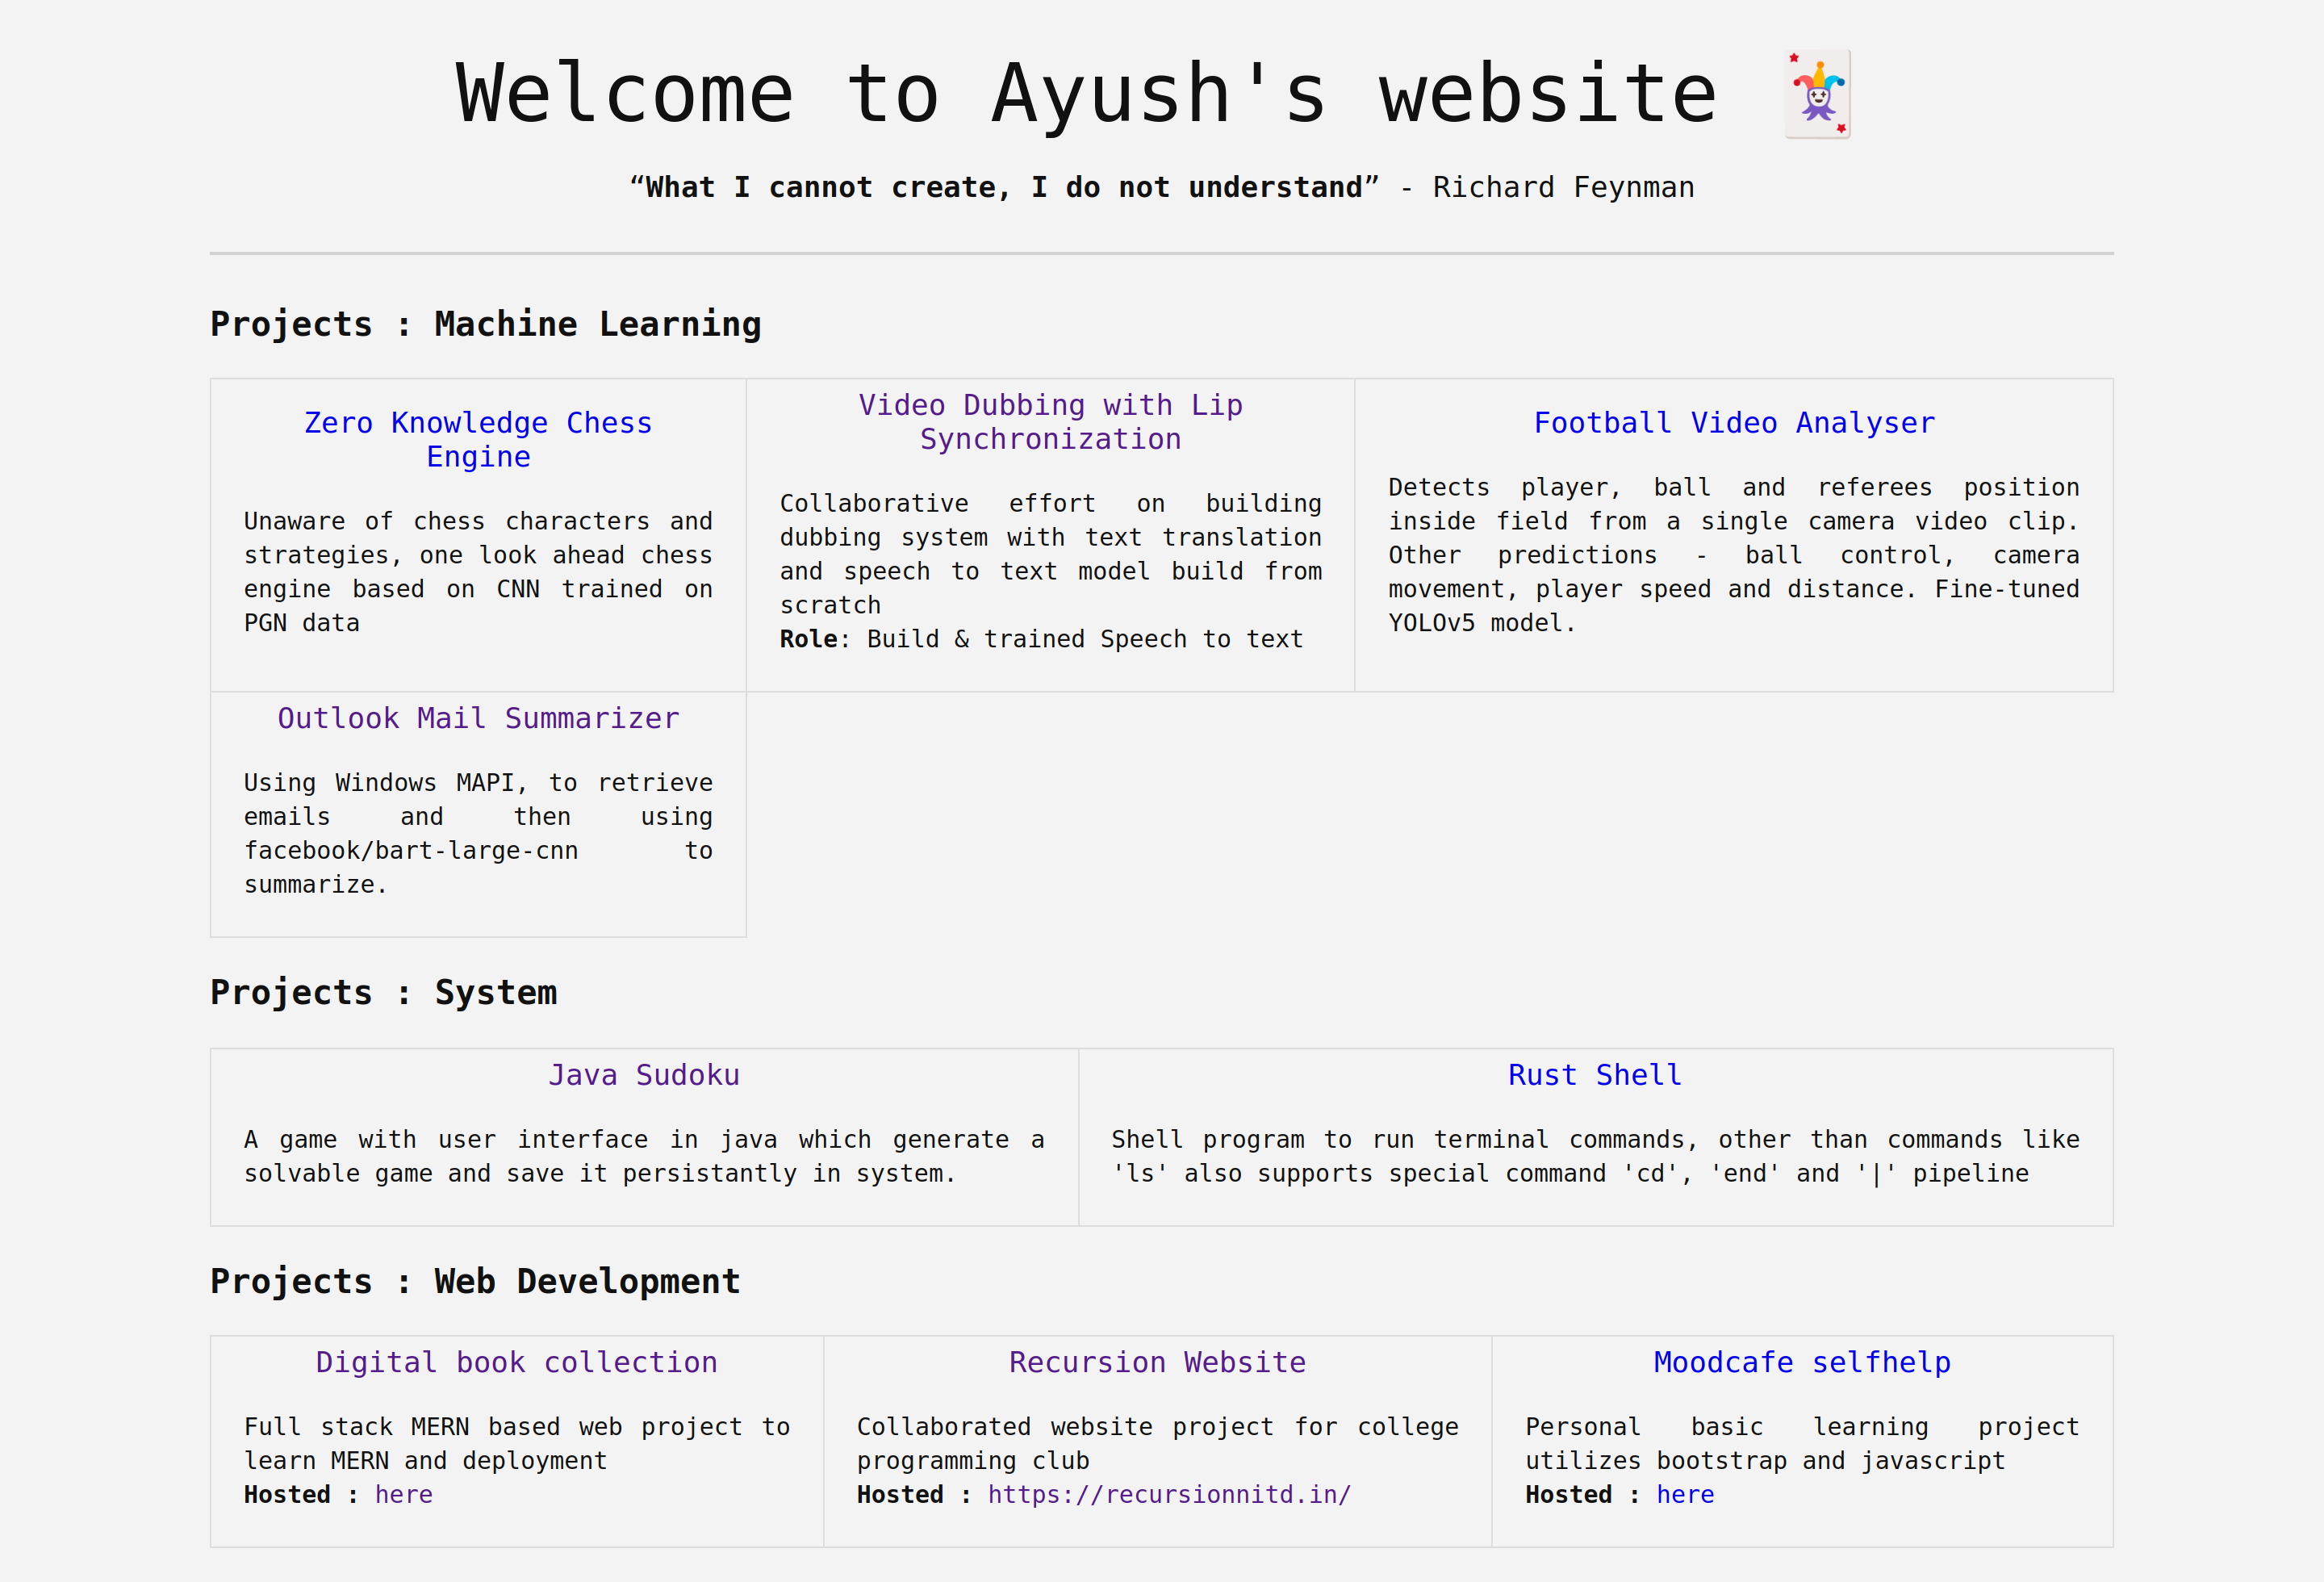 Welcome to Ayush's website 🃏
“What I cannot create, I do not understand” - Richard Feynman
Projects : Machine Learning
Zero Knowledge Chess
Engine
Unaware of chess characters and
strategies, one look ahead chess
engine based on CNN trained on
PGN data
Video Dubbing with Lip
Synchronization
Collaborative effort on building
dubbing system with text translation
and speech to text model build from
scratch
Role: Build & trained Speech to text
Football Video Analyser
Detects player, ball and referees position
inside field from a single camera video clip.
Other predictions - ball control, camera
movement, player speed and distance. Fine-tuned
YOLOv5 model.
Outlook Mail Summarizer
Using Windows MAPI, to retrieve
emails and then using
facebook/bart-large-cnn to
summarize.
Projects : System
Java Sudoku
A game with user interface in java which generate a
solvable game and save it persistantly in system.
Rust Shell
Shell program to run terminal commands, other than commands like
'ls' also supports special command 'cd', 'end' and '|' pipeline
Projects : Web Development
Digital book collection
Full stack MERN based web project to
learn MERN and deployment
Hosted : here
Recursion Website
Collaborated website project for college
programming club
Hosted : https://recursionnitd.in/
Moodcafe selfhelp
Personal basic learning project
utilizes bootstrap and javascript
Hosted : here